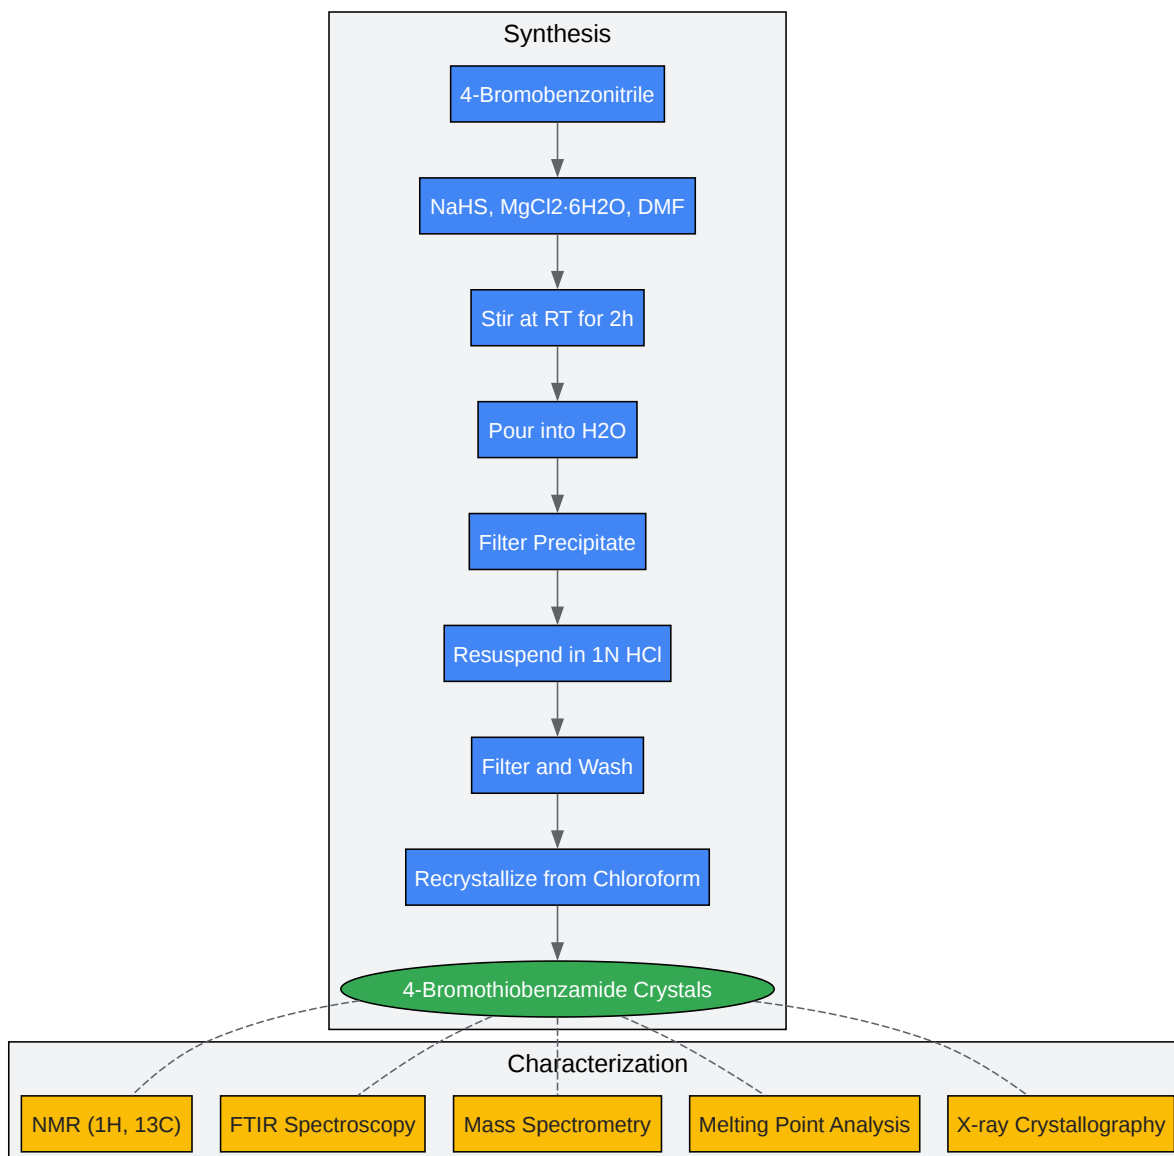 Synthesis
4-Bromobenzonitrile
NaHS, MgCl2·6H2O, DMF
Stir at RT for 2h
Pour into H2O
Filter Precipitate
Resuspend in 1N HCl
Filter and Wash
Recrystallize from Chloroform
4-Bromothiobenzamide Crystals
Characterization
NMR (1H, 13C)
FTIR Spectroscopy
Mass Spectrometry
Melting Point Analysis
X-ray Crystallography